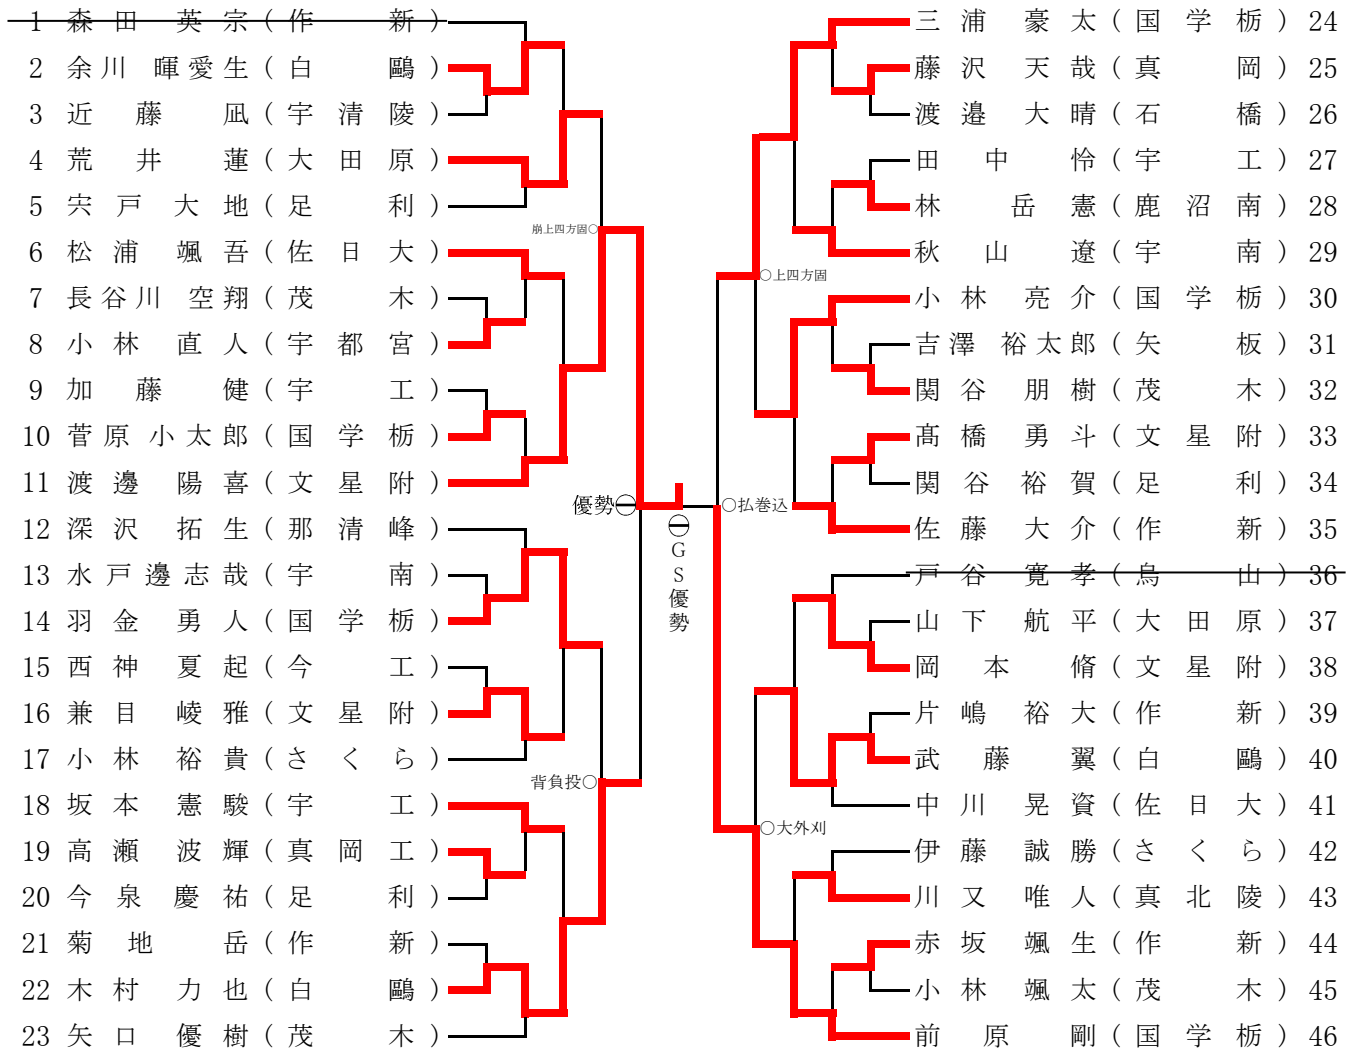 1 森田 英宗（作 新）
2 余川 暉愛生（白 鷗）
3 近藤 凪（宇清陵）
4 荒井 蓮（大田原）
5 宍戸大地（足 利）
6 松浦 颯吾（佐日大）
7 長谷川 空翔（茂 木）
8 小林 直人（宇都宮）
9 加藤 健（宇 工）
10 菅原 小太郎（国学栃）
11 渡邊 陽喜（文星附）
12 深沢 拓生（那清峰）
13 水戸邊志哉（宇 南）
14 羽金 勇人（国学栃）
15 西神 夏起（今 工）
16 兼目 崚雅（文星附）
17 小林 裕貴（さくら）
18 坂本 憲駿（宇 工）
19 高瀬 波輝（真岡工）
20 今泉 慶祐（足 利）
21 菊地 岳（作 新）
22 木村 力也（白 鷗）
23 矢口 優樹（茂 木）
崩上四方固○
背負投○
優勢○
GS優勢
○払巻込
○上四方固
○大外刈
三浦 豪太（国学栃）24
藤沢 天哉（真 岡）25
渡邉 大晴（石 橋）26
田中 怜（宇 工）27
林 岳憲（鹿沼南）28
秋山 遼（宇 南）29
小林 亮介（国学栃）30
吉澤 裕太郎（矢 板）31
関谷 朋樹（茂 木）32
髙橋 勇斗（文星附）33
関谷 裕賀（足 利）34
佐藤 大介（作 新）35
戸谷 寛孝（烏 山）36
山下 航平（大田原）37
岡本 脩（文星附）38
片嶋 裕大（作 新）39
武藤 翼（白 鷗）40
中川 晃資（佐日大）41
伊藤 誠勝（さくら）42
川又 唯人（真北陵）43
赤坂 颯生（作 新）44
小林 颯太（茂 木）45
前原 剛（国学栃）46